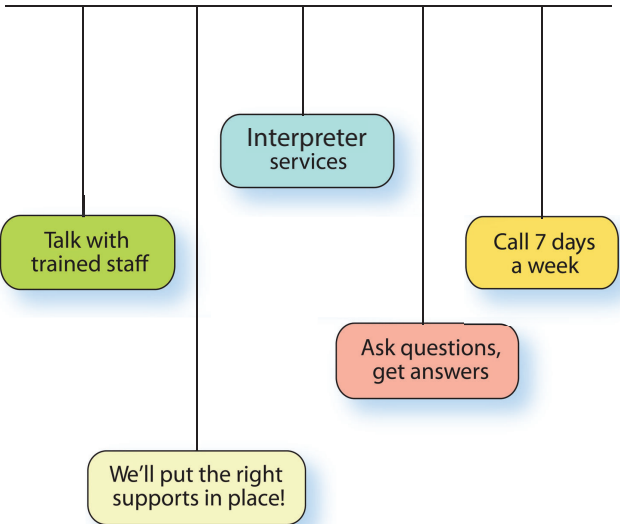 Interpreter
services
Talk with
trained staff
Call 7 days
a week
Ask questions,
get answers
We'll put the right
supports in place!